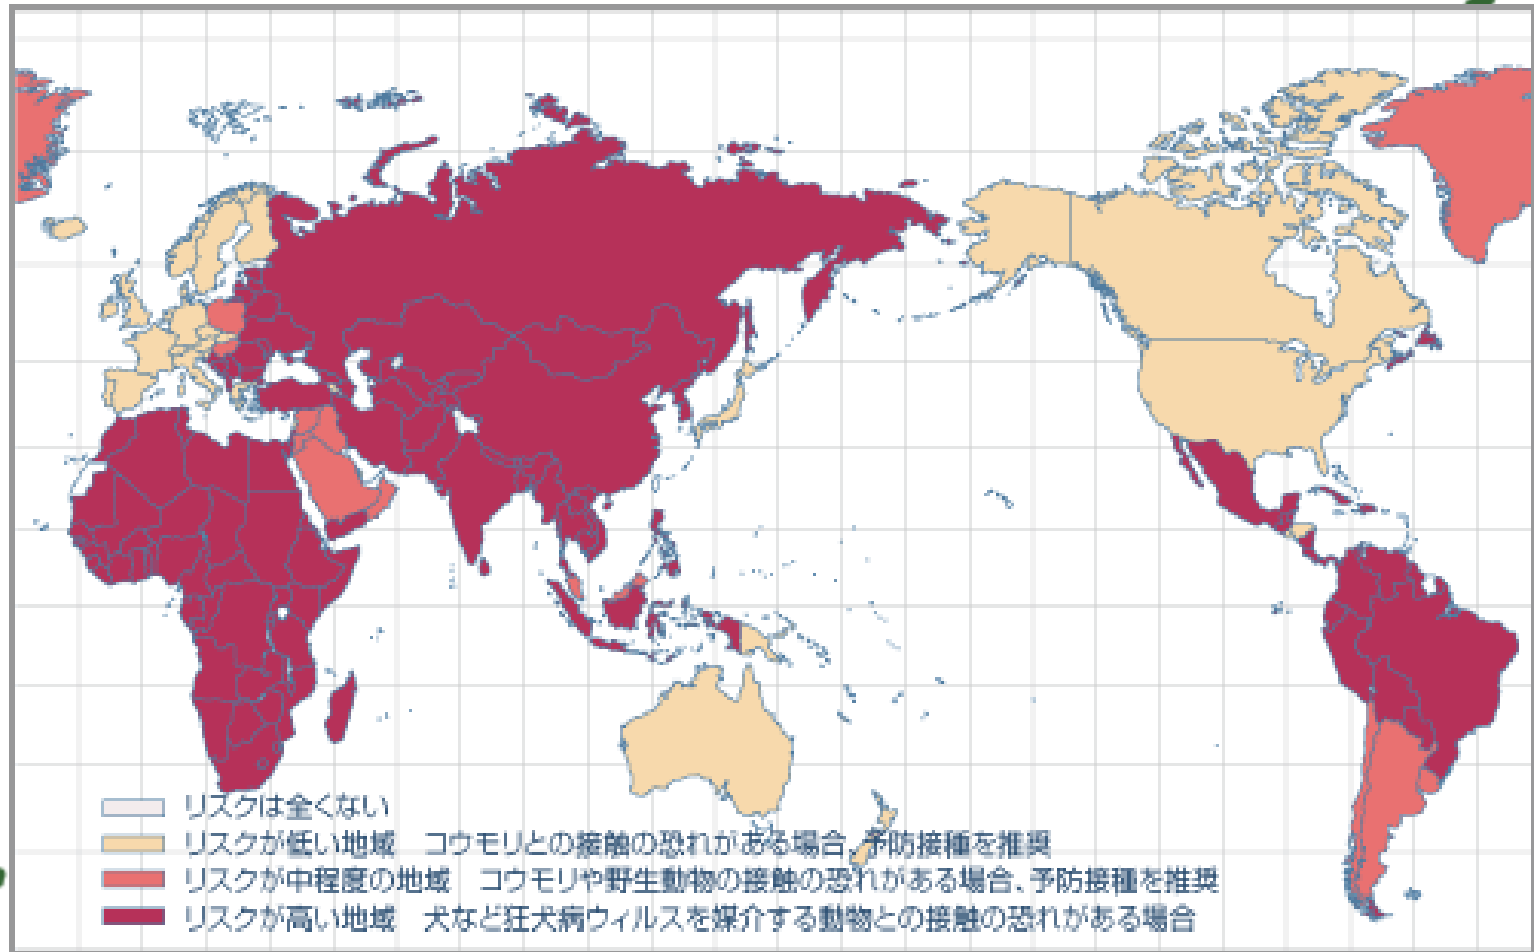 リスクは全くない
リスクが低い地域　コウモリとの接触の恐れがある場合、予防接種を推奨
リスクが中程度の地域　コウモリや野生動物の接触の恐れがある場合、予防接種を推奨
リスクが高い地域　犬など狂犬病ウィルスを媒介する動物との接触の恐れがある場合